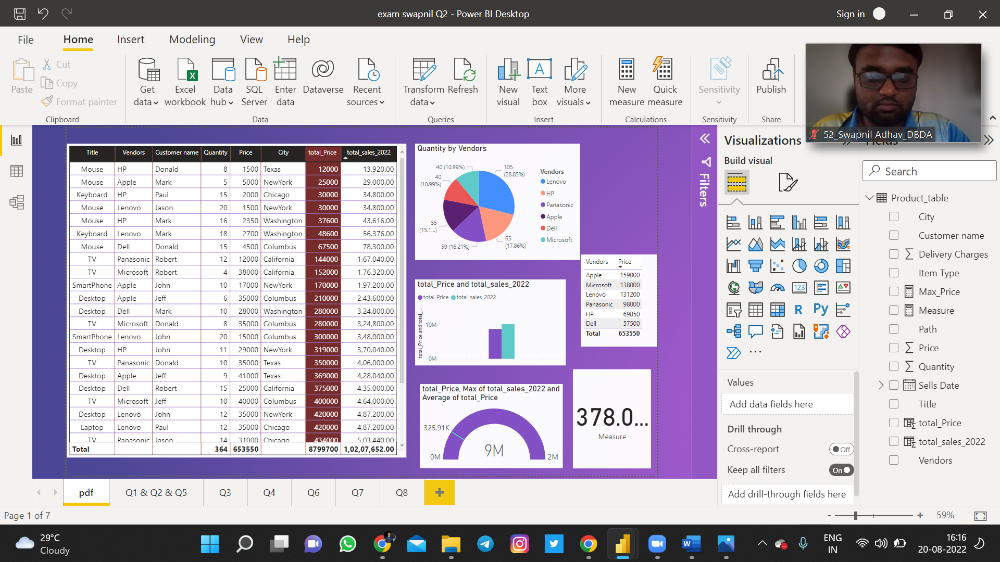 exam swapnil Q2 - Power BI Desktop
Sign in
File Home Insert Modeling View Help
Paste
Cut
Copy
Format painter
Clipboard
Get data
Excel workbook
Data hub
SQL Server
Enter data
Dataverse
Recent sources
Data
Transform data
Refresh
Queries
New visual
Text box
More visuals
Insert
New measure
Quick measure
Calculations
Sensitivity
Sensitivity
Publish
Share
52_Swapnil Adhav_DBDA
Title Vendors Customer name Quantity Price City total_Price total_sales_2022
Mouse HP Donald 8 1500 Texas 12000 13,920.00
Mouse Apple Mark 5 5000 NewYork 25000 29,000.00
Keyboard HP Paul 15 2000 Chicago 30000 34,800.00
Mouse Lenovo Jason 20 1500 NewYork 30000 34,800.00
Mouse HP Mark 16 2350 Washington 37600 43,616.00
Keyboard Lenovo Mark 18 2700 Washington 48600 56,376.00
Mouse Dell Donald 15 4500 Columbus 67500 78,300.00
TV Panasonic Robert 12 12000 California 144000 1,67,040.00
TV Microsoft Robert 4 38000 California 152000 1,76,320.00
SmartPhone Apple John 10 17000 NewYork 170000 1,97,200.00
Desktop Apple Jeff 6 35000 Columbus 210000 2,43,600.00
Desktop Dell Mark 10 28000 Washington 280000 3,24,800.00
TV Microsoft Donald 8 35000 Columbus 280000 3,24,800.00
SmartPhone Lenovo John 20 15000 Columbus 300000 3,48,000.00
Desktop HP John 11 29000 NewYork 319000 3,70,040.00
TV Panasonic Donald 10 35000 Texas 350000 4,06,000.00
Desktop Apple Jeff 9 41000 Texas 369000 4,28,040.00
Desktop Dell Robert 15 25000 California 375000 4,35,000.00
TV Microsoft Jeff 10 40000 Columbus 400000 4,64,000.00
Desktop Lenovo John 12 35000 NewYork 420000 4,87,200.00
Laptop Lenovo Paul 12 35000 Chicago 420000 4,87,200.00
TV Panasonic Jason 14 31000 Chicago 434000 5,03,440.00
Total 364 653550 8799700 1,02,07,652.00
Quantity by Vendors
40 (10.99%)
105 (28.85%)
40 (10.99%)
55 (15.1...)
59 (16.21%)
65 (17.86%)
Vendors
Lenovo
HP
Panasonic
Apple
Dell
Microsoft
total_Price and total_sales_2022
total_Price total_sales_2022
total_Price and total_...
10M
0M
Vendors Price
Apple 159000
Microsoft 138000
Lenovo 131200
Panasonic 98000
HP 69850
Dell 57500
Total 653550
total_Price, Max of total_sales_2022 and
Average of total_Price
325.91K
9M
0M 2M
378.0...
Measure
Filters
Visualizations
Build visual
123
R Py
Values
Add data fields here
Drill through
Cross-report Off
Keep all filters On
Add drill-through fields here
Fields
Search
Product_table
City
Customer name
Delivery Charges
Item Type
Max_Price
Measure
Path
Price
Quantity
Sells Date
Title
total_Price
total_sales_2022
Vendors
pdf Q1 & Q2 & Q5 Q3 Q4 Q6 Q7 Q8
Page 1 of 7
59%
29°C
Cloudy
ENG
IN
16:16
20-08-2022